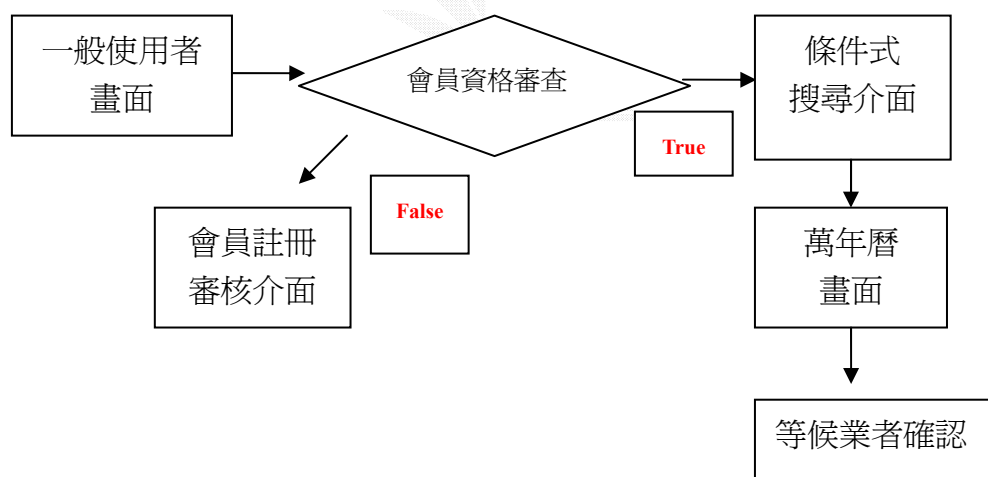 一般使用者
畫面
會員資格審查
條件式
搜尋介面
True
False
會員註冊
審核介面
萬年曆
畫面
等候業者確認